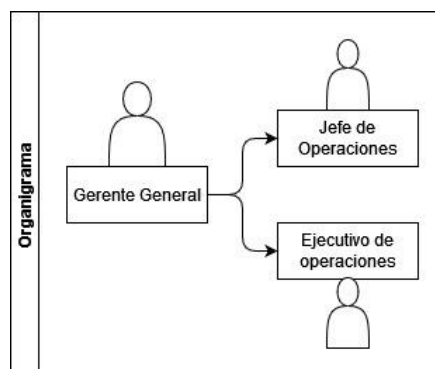 Organigrama
Gerente General
Jefe de
Operaciones
Ejecutivo de
operaciones